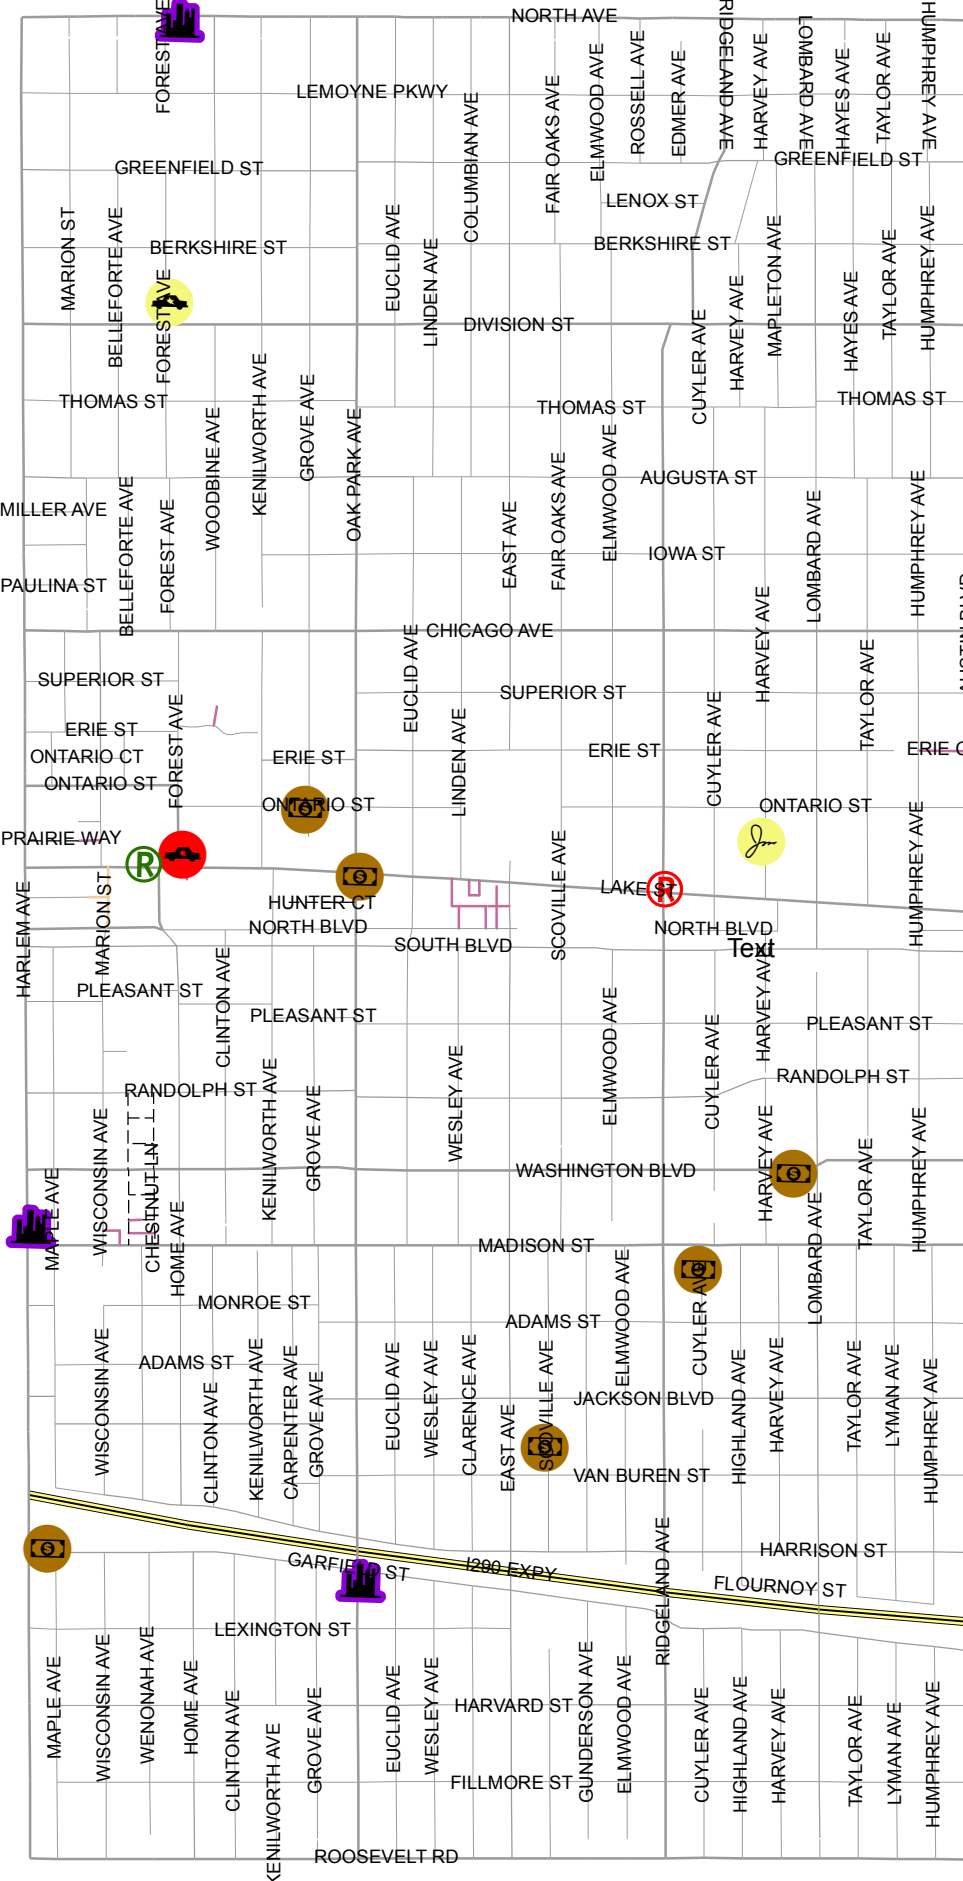 NORTH AVE
FOREST AVE
RIDGELAND AVE
HARVEY AVE
LOMBARD AVE
HAYES AVE
TAYLOR AVE
HUMPHREY AVE
LEMOYNE PKWY
COLUMBIAN AVE
FAIR OAKS AVE
ELMWOOD AVE
ROSSELL AVE
EDMER AVE
GREENFIELD ST
GREENFIELD ST
LENOX ST
MARION ST
BELLEFORTE AVE
BERKSHIRE ST
FOREST AVE
EUCLID AVE
LINDEN AVE
BERKSHIRE ST
DIVISION ST
CUYLER AVE
HARVEY AVE
MAPLETON AVE
HAYES AVE
TAYLOR AVE
HUMPHREY AVE
THOMAS ST
WOODBINE AVE
KENILWORTH AVE
GROVE AVE
OAK PARK AVE
THOMAS ST
THOMAS ST
AUGUSTA ST
MILLER AVE
BELLEFORTE AVE
FOREST AVE
EAST AVE
FAIR OAKS AVE
ELMWOOD AVE
IOWA ST
LOMBARD AVE
HUMPHREY AVE
PAULINA ST
CHICAGO AVE
EUCLID AVE
HARVEY AVE
AUSTIN BLVD
SUPERIOR ST
SUPERIOR ST
TAYLOR AVE
ERIE ST
ONTARIO CT
ONTARIO ST
FOREST AVE
ERIE ST
LINDEN AVE
ERIE ST
CUYLER AVE
ERIE C
ONTARIO ST
ONTARIO ST
PRAIRIE WAY
R
HARLEM AVE
MARION ST
HUNTER CT
NORTH BLVD
SOUTH BLVD
SCOVILLE AVE
LAKE ST
R
NORTH BLVD
Text
HUMPHREY AVE
PLEASANT ST
CLINTON AVE
PLEASANT ST
ELMWOOD AVE
CUYLER AVE
HARVEY AVE
PLEASANT ST
RANDOLPH ST
RANDOLPH ST
WISCONSIN AVE
CHESTNUT LN
KENILWORTH AVE
GROVE AVE
WESLEY AVE
WASHINGTON BLVD
HARVEY AVE
LOMBARD AVE
TAYLOR AVE
HUMPHREY AVE
MAPLE AVE
HOME AVE
MADISON ST
MONROE ST
ADAMS ST
ELMWOOD AVE
CUYLER AVE
ADAMS ST
WISCONSIN AVE
CLINTON AVE
KENILWORTH AVE
CARPENTER AVE
GROVE AVE
EUCLID AVE
WESLEY AVE
CLARENCE AVE
EAST AVE
SCOVILLE AVE
JACKSON BLVD
HIGHLAND AVE
HARVEY AVE
TAYLOR AVE
LYMAN AVE
HUMPHREY AVE
VAN BUREN ST
GARFIELD ST
I290 EXPY
RIDGELAND AVE
HARRISON ST
FLOURNOY ST
LEXINGTON ST
MAPLE AVE
WISCONSIN AVE
WENONAH AVE
HOME AVE
CLINTON AVE
KENILWORTH AVE
GROVE AVE
EUCLID AVE
WESLEY AVE
HARVARD ST
GUNDERSON AVE
ELMWOOD AVE
CUYLER AVE
HIGHLAND AVE
HARVEY AVE
TAYLOR AVE
LYMAN AVE
HUMPHREY AVE
FILLMORE ST
ROOSEVELT RD